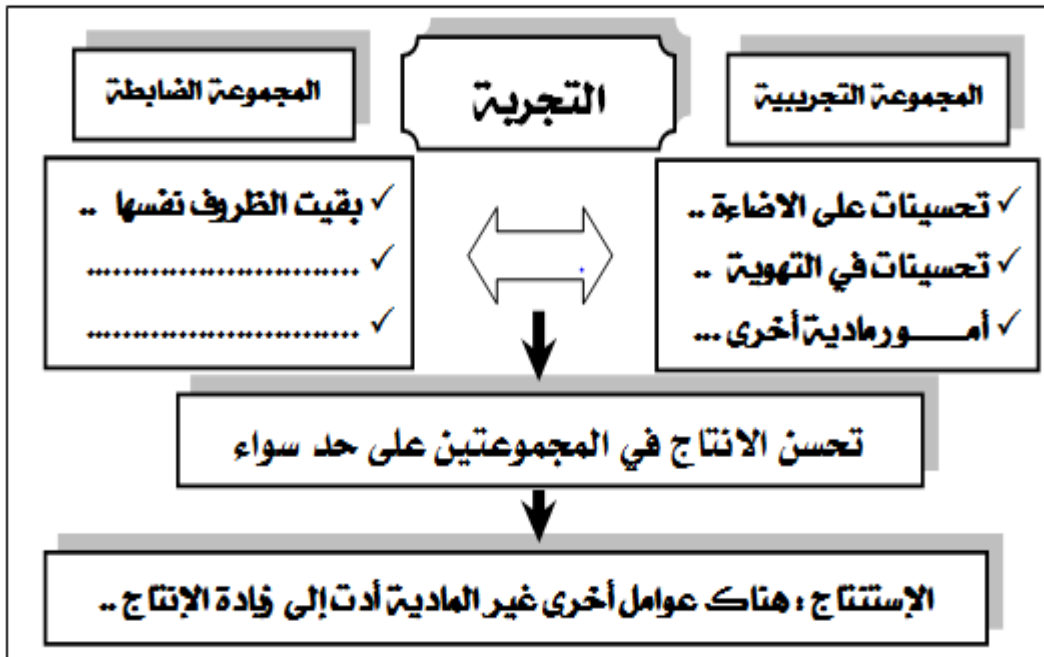 التجربة
المجموعة التجريبية
المجموعة الضابطة
✓ تحسينات على الاضاءة ..
✓ تحسينات في التهوية ..
✓ أمـــــور مادية أخرى ...
✓ بقيت الظروف نفسها ..
✓ ..............................
✓ ..............................
تحسن الانتاج في المجموعتين على حد سواء
الإستنتاج : هناك عوامل أخرى غير المادية أدت إلى زيادة الإنتاج ..